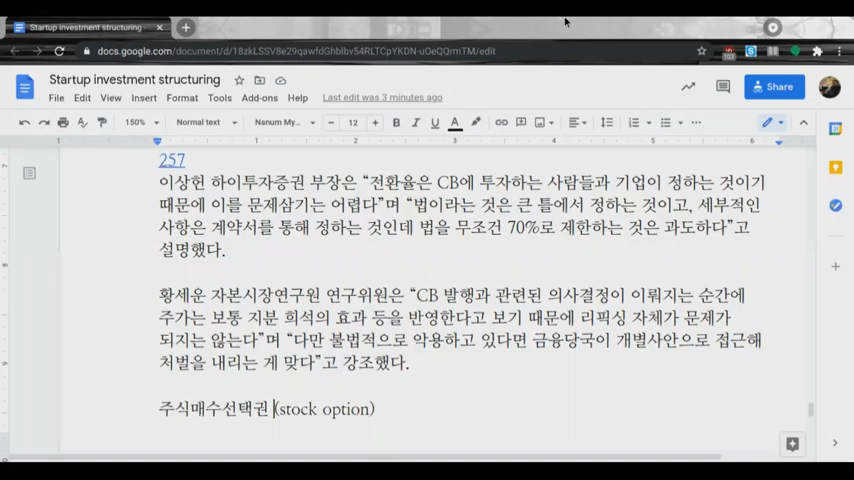 Startup investment structuring
docs.google.com/document/d/18zkLSSV8e29qawfdGhbIbv54RLTCpYKDN-uOeQQrmTM/edit
103
Startup investment structuring
Share
File Edit View Insert Format Tools Add-ons Help Last edit was 3 minutes ago
150% Normal text Nanum My... 12 B I U A
1 1 2 3 4 5 6
257
이상헌 하이투자증권 부장은 “전환율은 CB에 투자하는 사람들과 기업이 정하는 것이기
때문에 이를 문제삼기는 어렵다”며 “법이라는 것은 큰 틀에서 정하는 것이고, 세부적인
사항은 계약서를 통해 정하는 것인데 법을 무조건 70%로 제한하는 것은 과도하다”고
설명했다.
황세운 자본시장연구원 연구위원은 “CB 발행과 관련된 의사결정이 이뤄지는 순간에
주가는 보통 지분 희석의 효과 등을 반영한다고 보기 때문에 리픽싱 자체가 문제가
되지는 않는다”며 “다만 불법적으로 악용하고 있다면 금융당국이 개별사안으로 접근해
처벌을 내리는 게 맞다”고 강조했다.
주식매수선택권 (stock option)